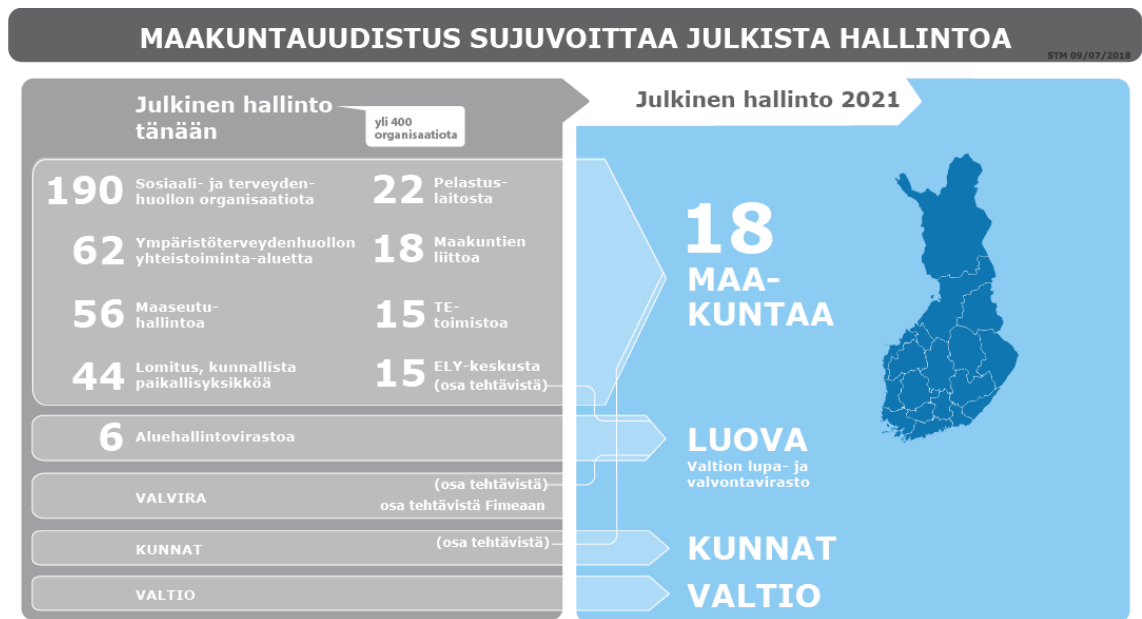 MAAKUNTAUUDISTUS SUJUVOITTAA JULKISTA HALLINTOA
STM 09/07/2018
Julkinen hallinto
tänään
yli 400
organisaatiota
190
Sosiaali- ja terveyden-
huollon organisaatiota
22
Pelastus-
laitosta
62
Ympäristöterveydenhuollon
yhteistoiminta-aluetta
18
Maakuntien
liittoa
56
Maaseutu-
hallintoa
15
TE-
toimistoa
44
Lomitus, kunnallista
paikallisyksikköä
15
ELY-keskusta
(osa tehtävistä)
6
Aluehallintovirastoa
VALVIRA
(osa tehtävistä)
osa tehtävistä Fimeaan
KUNNAT
(osa tehtävistä)
VALTIO
Julkinen hallinto 2021
18
MAA-
KUNTAA
LUOVA
Valtion lupa- ja
valvontavirasto
KUNNAT
VALTIO